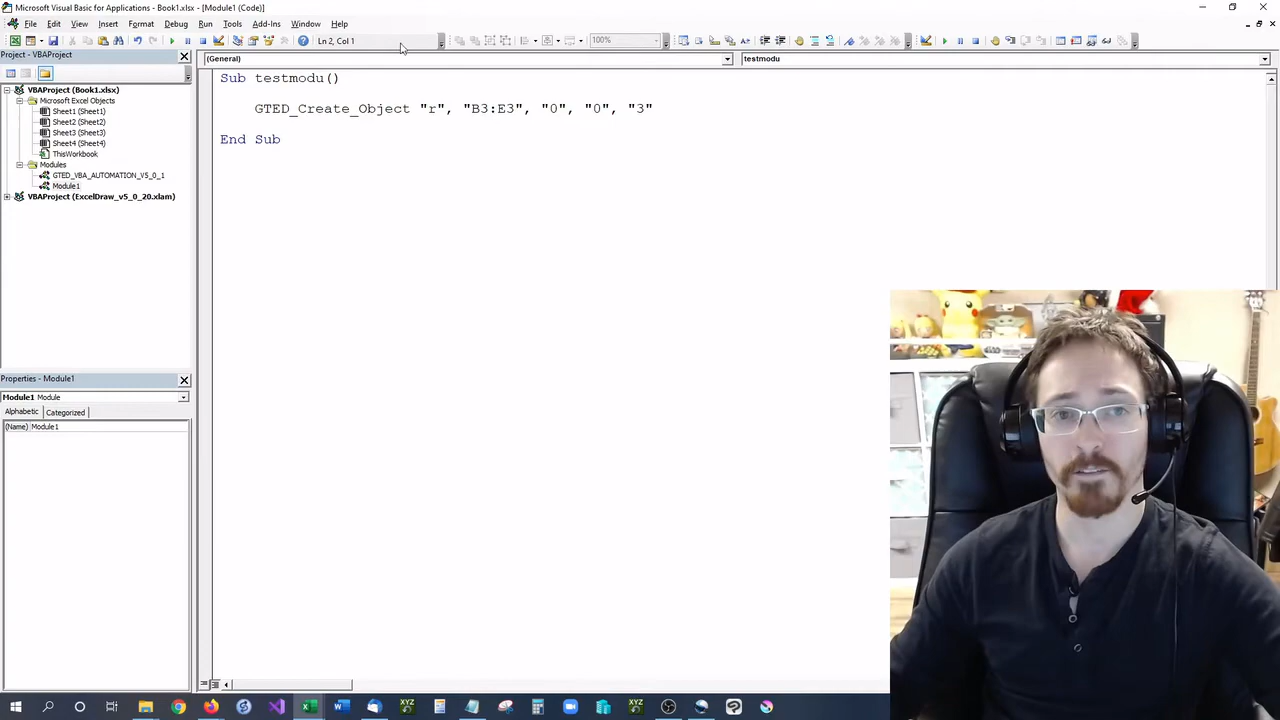 Microsoft Visual Basic for Applications - Book1.xlsx - [Module1 (Code)]
File Edit View Insert Format Debug Run Tools Add-Ins Window Help
Ln 2, Col 1
100%
Project - VBAProject
(General)
testmodu
VBAProject (Book1.xlsx)
Microsoft Excel Objects
Sheet1 (Sheet1)
Sheet2 (Sheet2)
Sheet3 (Sheet3)
Sheet4 (Sheet4)
ThisWorkbook
Modules
GTED_VBA_AUTOMATION_V5_0_1
Module1
VBAProject (ExcelDraw_v5_0_20.xlam)
Sub testmodu()
GTED_Create_Object "r", "B3:E3", "0", "0", "3"
End Sub
Properties - Module1
Module1 Module
Alphabetic Categorized
(Name) Module1
XYZ
XYZ